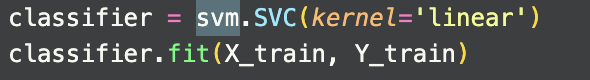 classifier = svm.SVC(kernel='linear')
classifier.fit(X_train, Y_train)